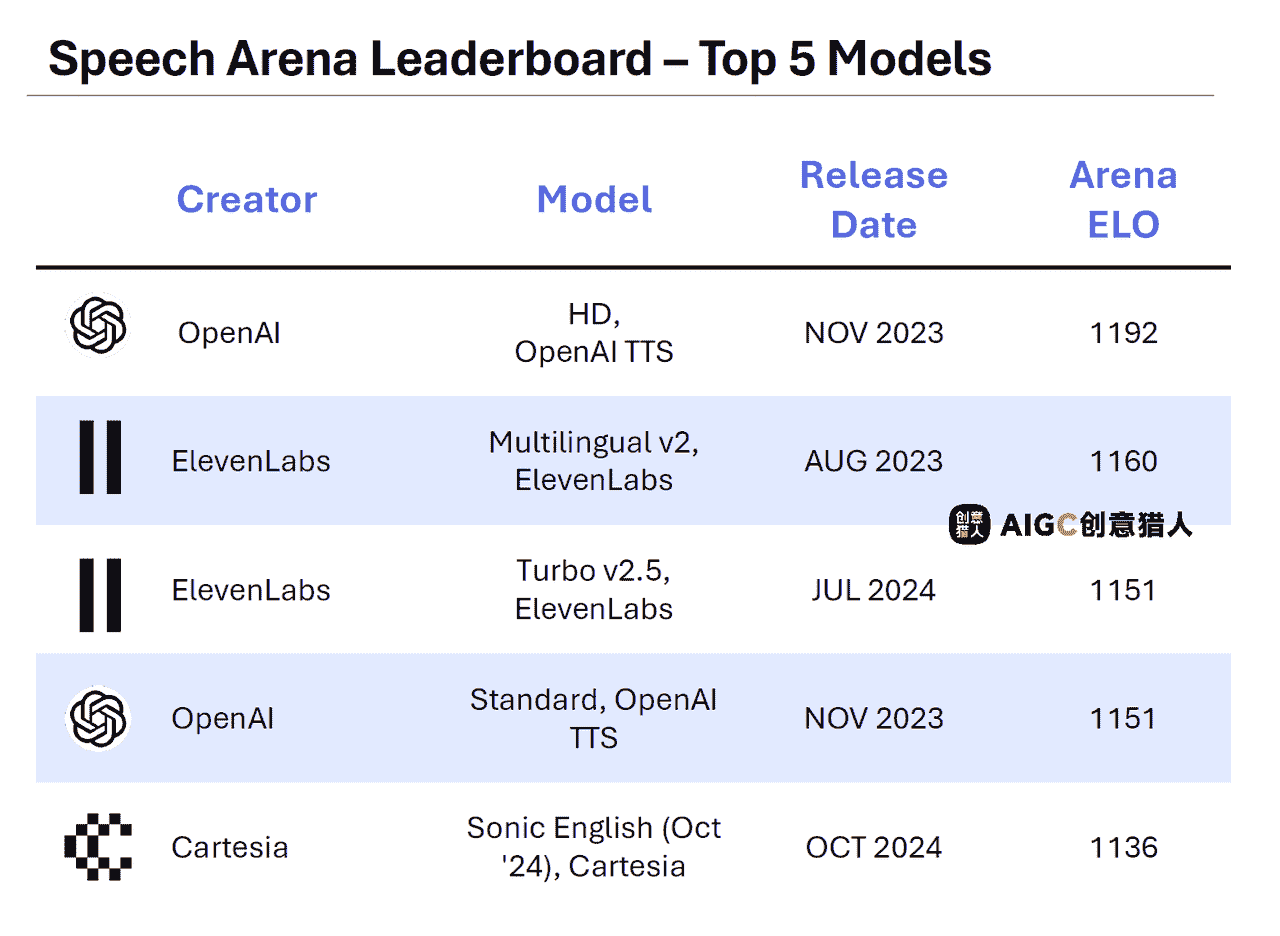 Speech Arena Leaderboard – Top 5 Models
Creator
Model
Release
Date
Arena
ELO
OpenAI
HD,
OpenAI TTS
NOV 2023
1192
ElevenLabs
Multilingual v2,
ElevenLabs
AUG 2023
1160
创意
猎人
AIGC创意猎人
ElevenLabs
Turbo v2.5,
ElevenLabs
JUL 2024
1151
OpenAI
Standard, OpenAI
TTS
NOV 2023
1151
Cartesia
Sonic English (Oct
'24), Cartesia
OCT 2024
1136